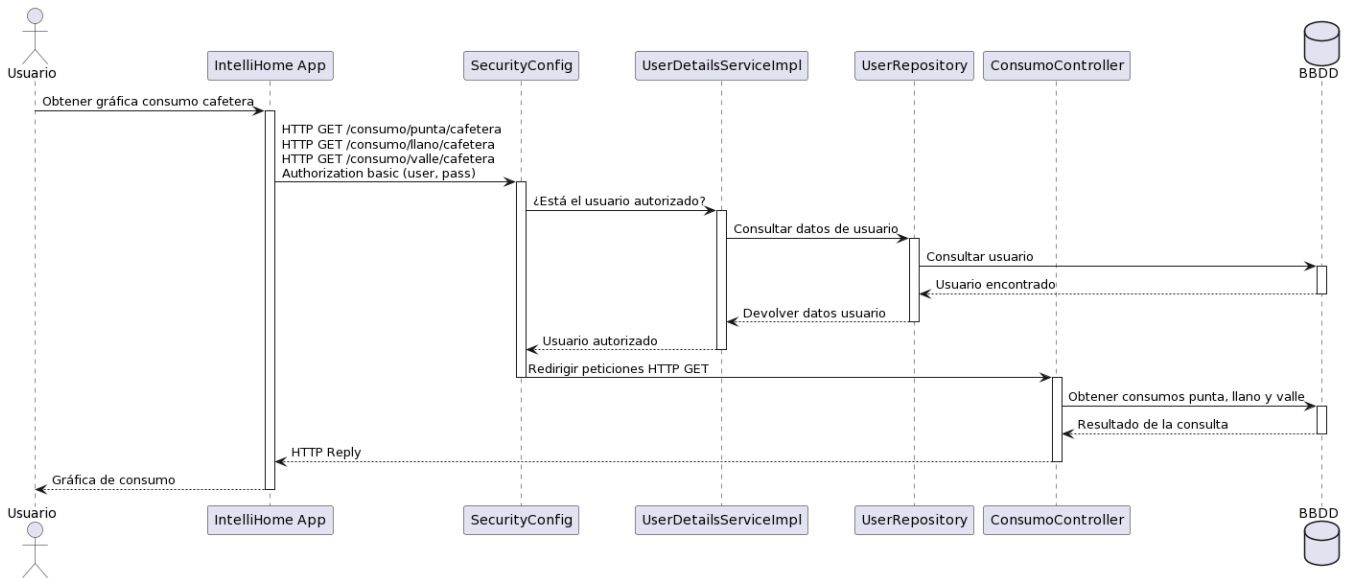 Usuario
IntelliHome App
SecurityConfig
UserDetailsServiceImpl
UserRepository
ConsumoController
BBDD
Obtener gráfica consumo cafetera
HTTP GET /consumo/punta/cafetera
HTTP GET /consumo/llano/cafetera
HTTP GET /consumo/valle/cafetera
Authorization basic (user, pass)
¿Está el usuario autorizado?
Consultar datos de usuario
Consultar usuario
Usuario encontrado
Devolver datos usuario
Usuario autorizado
Redirigir peticiones HTTP GET
Obtener consumos punta, llano y valle
Resultado de la consulta
HTTP Reply
Gráfica de consumo
Usuario
IntelliHome App
SecurityConfig
UserDetailsServiceImpl
UserRepository
ConsumoController
BBDD